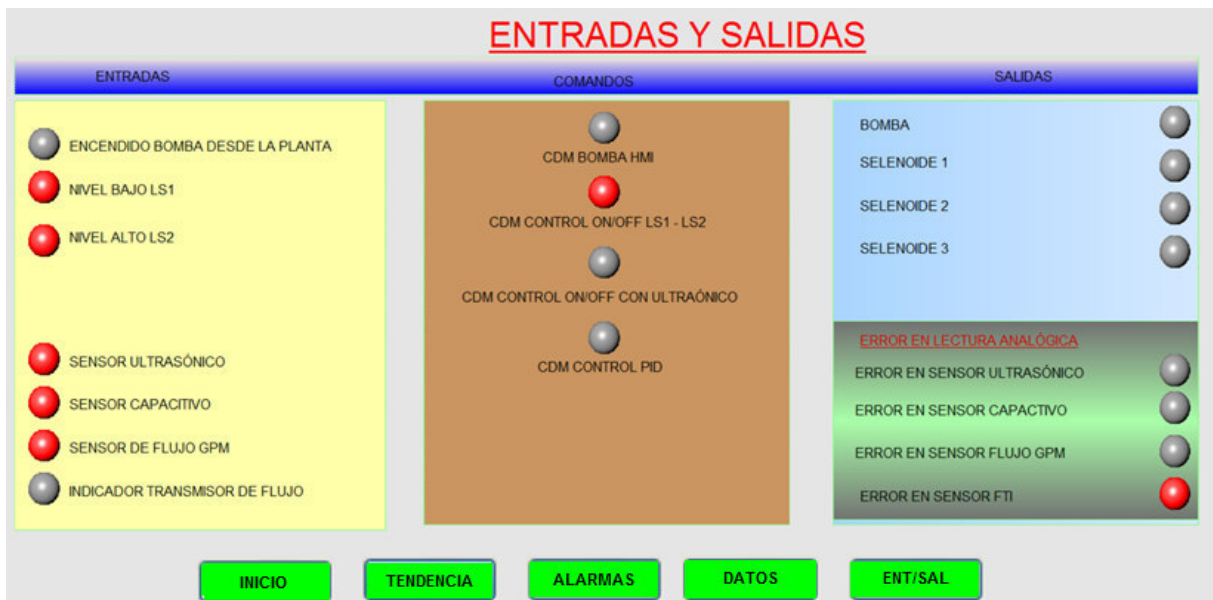 ENTRADAS Y SALIDAS
ENTRADAS
COMANDOS
SALIDAS
ENCENDIDO BOMBA DESDE LA PLANTA
NIVEL BAJO LS1
NIVEL ALTO LS2
SENSOR ULTRASÓNICO
SENSOR CAPACITIVO
SENSOR DE FLUJO GPM
INDICADOR TRANSMISOR DE FLUJO
CDM BOMBA HMI
CDM CONTROL ON/OFF LS1 - LS2
CDM CONTROL ON/OFF CON ULTRAÓNICO
CDM CONTROL PID
BOMBA
SELENOIDE 1
SELENOIDE 2
SELENOIDE 3
ERROR EN LECTURA ANALÓGICA
ERROR EN SENSOR ULTRASÓNICO
ERROR EN SENSOR CAPACTIVO
ERROR EN SENSOR FLUJO GPM
ERROR EN SENSOR FTI
INICIO
TENDENCIA
ALARMAS
DATOS
ENT/SAL